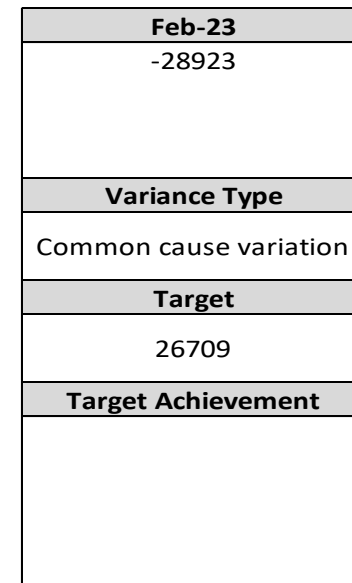 Feb-23
-28923
Variance Type
Common cause variation
Target
26709
Target Achievement